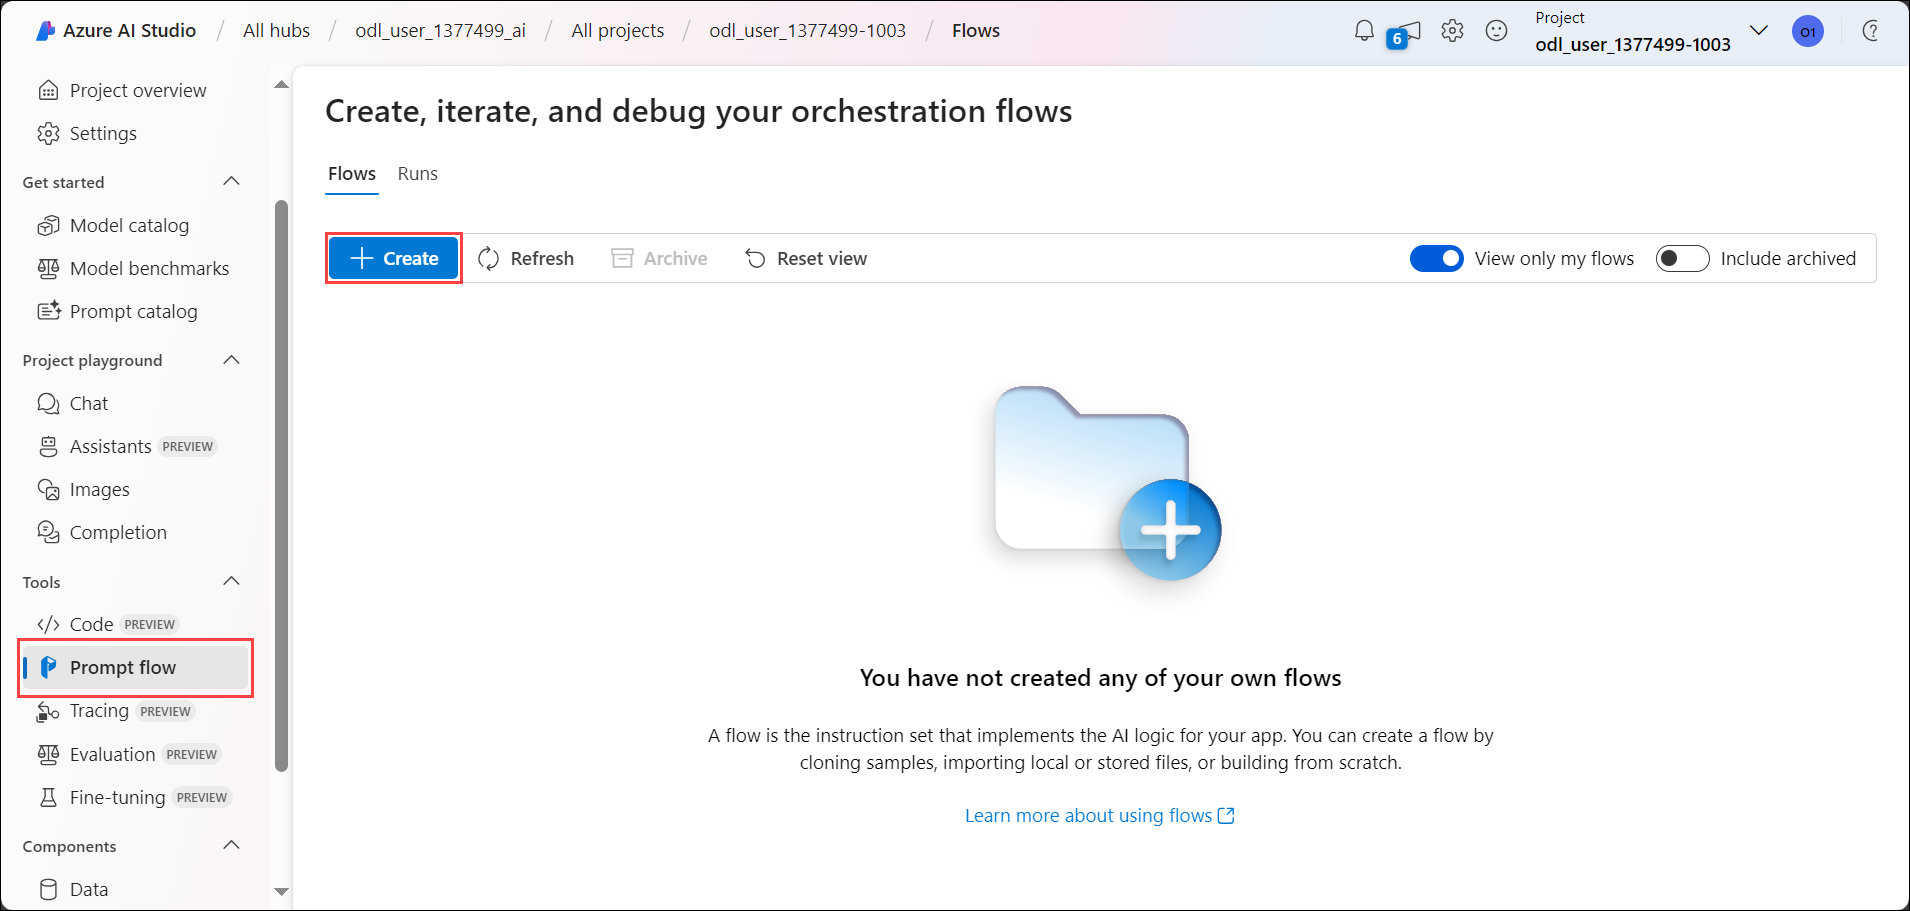 Azure AI Studio / All hubs / odl_user_1377499_ai / All projects / odl_user_1377499-1003 / Flows
6
Project
odl_user_1377499-1003
O1
Project overview
Settings
Get started
Model catalog
Model benchmarks
Prompt catalog
Project playground
Chat
Assistants PREVIEW
Images
Completion
Tools
Code PREVIEW
Prompt flow
Tracing PREVIEW
Evaluation PREVIEW
Fine-tuning PREVIEW
Components
Data
Create, iterate, and debug your orchestration flows
Flows Runs
Create Refresh Archive Reset view View only my flows Include archived
You have not created any of your own flows
A flow is the instruction set that implements the AI logic for your app. You can create a flow by
cloning samples, importing local or stored files, or building from scratch.
Learn more about using flows